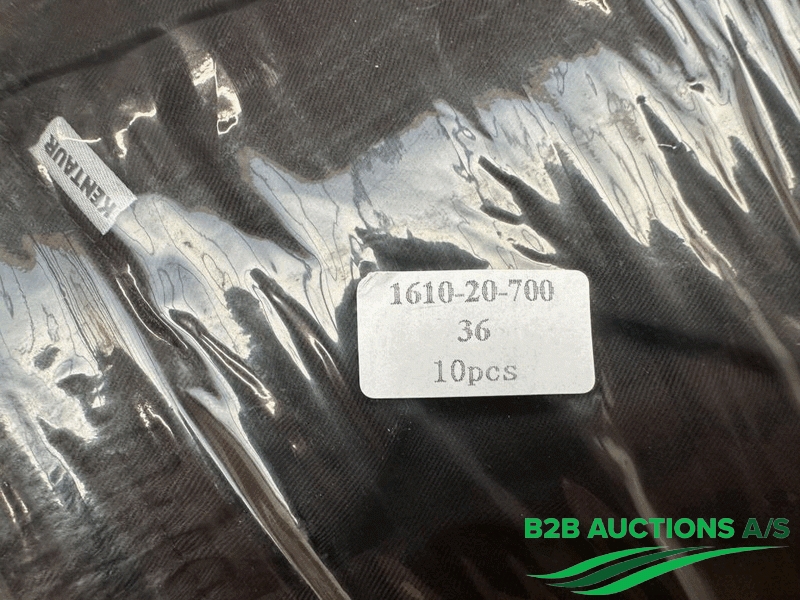 KENTAUR
1610-20-700
36
10pcs
B2B AUCTIONS A/S